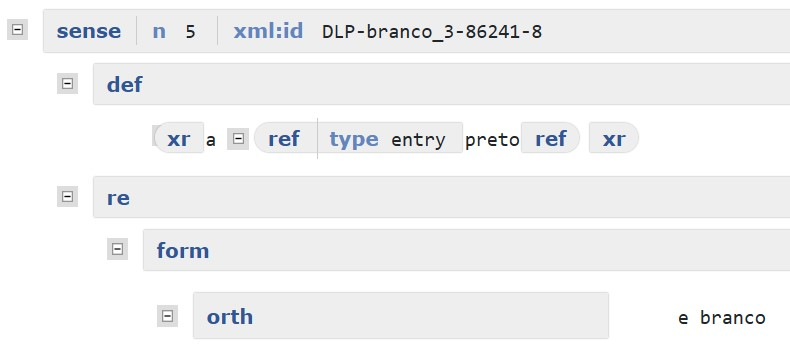 sense n 5 xml:id DLP-branco_3-86241-8
def
xr a ref type entry preto ref xr
re
form
orth e branco